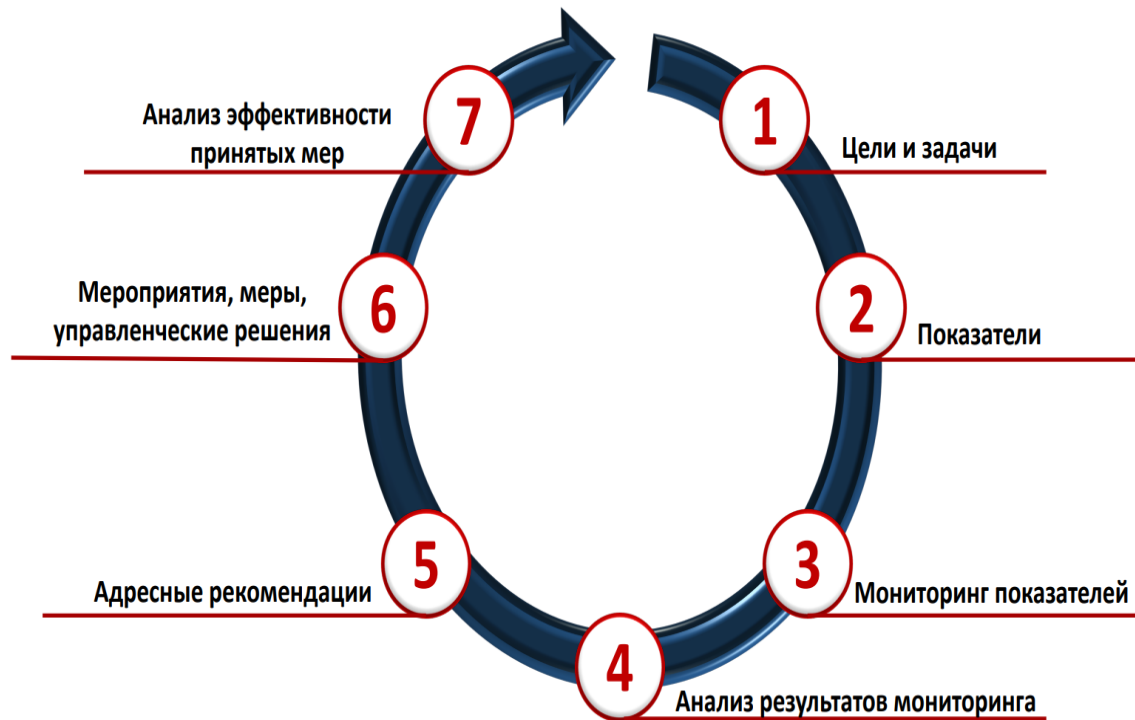 1
Цели и задачи
2
Показатели
3
Мониторинг показателей
4
Анализ результатов мониторинга
5
Адресные рекомендации
6
Мероприятия, меры,
управленческие решения
7
Анализ эффективности
принятых мер